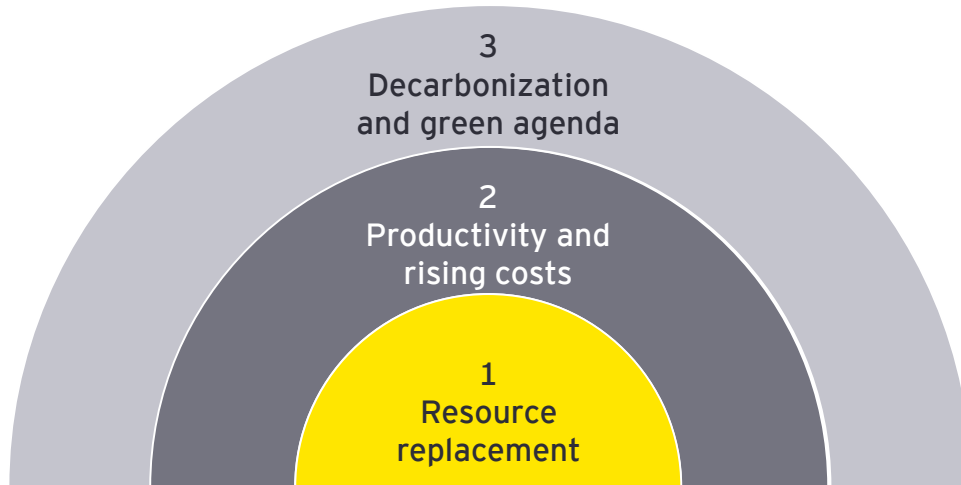 3
Decarbonization
and green agenda
2
Productivity and
rising costs
1
Resource
replacement